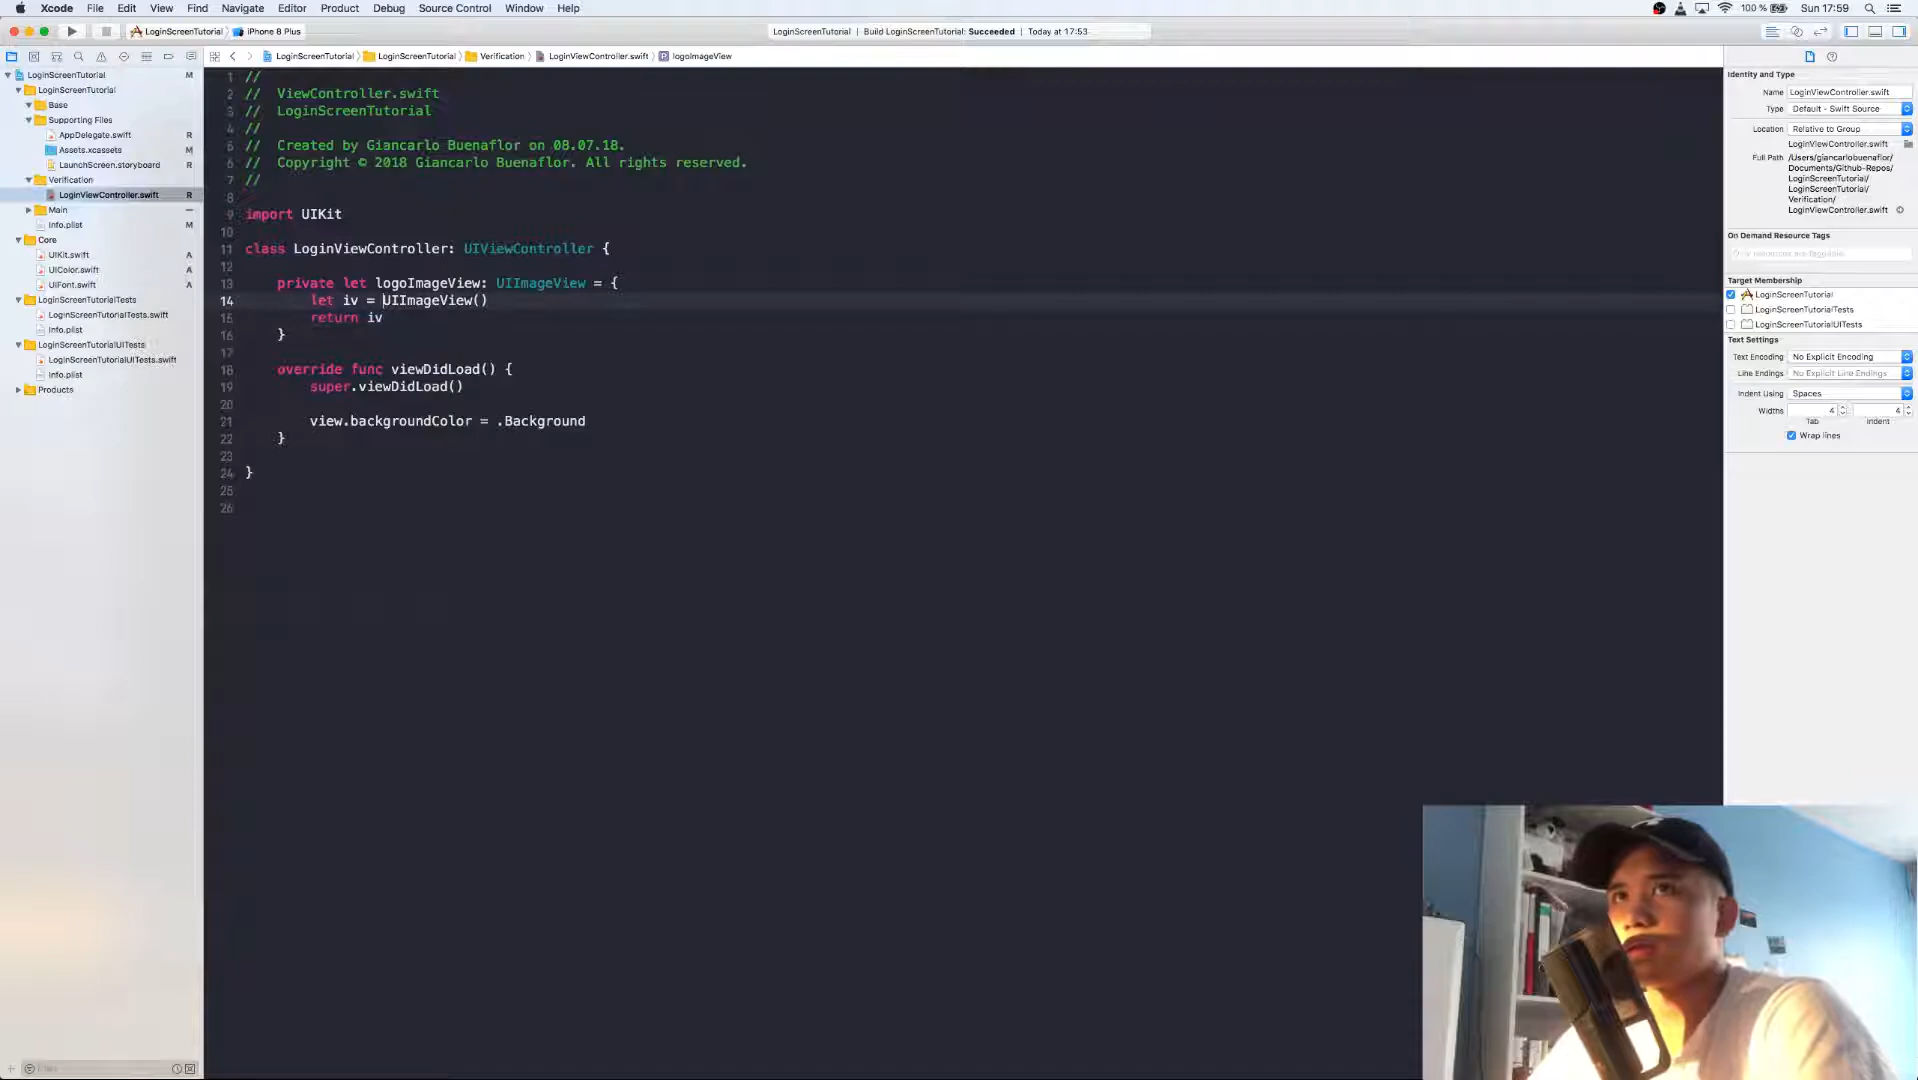 Xcode File Edit View Find Navigate Editor Product Debug Source Control Window Help 100 % Sun 17:59
LoginScreenTutorial iPhone 8 Plus LoginScreenTutorial | Build LoginScreenTutorial: Succeeded | Today at 17:53
LoginScreenTutorial LoginScreenTutorial Verification LoginViewController.swift logoImageView
LoginScreenTutorial M
LoginScreenTutorial
Base
Supporting Files
AppDelegate.swift R
Assets.xcassets M
LaunchScreen.storyboard R
Verification
LoginViewController.swift R
Main
Info.plist M
Core
UIKit.swift A
UIColor.swift A
UIFont.swift A
LoginScreenTutorialTests
LoginScreenTutorialTests.swift
Info.plist
LoginScreenTutorialUITests
LoginScreenTutorialUITests.swift
Info.plist
Products
1 //
2 // ViewController.swift
3 // LoginScreenTutorial
4 //
5 // Created by Giancarlo Buenaflor on 08.07.18.
6 // Copyright © 2018 Giancarlo Buenaflor. All rights reserved.
7 //
8
9 import UIKit
10
11 class LoginViewController: UIViewController {
12
13 private let logoImageView: UIImageView = {
14 let iv = UIImageView()
15 return iv
16 }
17
18 override func viewDidLoad() {
19 super.viewDidLoad()
20
21 view.backgroundColor = .Background
22 }
23
24 }
25
26
Identity and Type
Name LoginViewController.swift
Type Default - Swift Source
Location Relative to Group
LoginViewController.swift
Full Path /Users/giancarlobuenaflor/
Documents/Github-Repos/
LoginScreenTutorial/
LoginScreenTutorial/
Verification/
LoginViewController.swift
On Demand Resource Tags
Only resources are taggable
Target Membership
LoginScreenTutorial
LoginScreenTutorialTests
LoginScreenTutorialUITests
Text Settings
Text Encoding No Explicit Encoding
Line Endings No Explicit Line Endings
Indent Using Spaces
Widths 4 4
Tab Indent
Wrap lines
Filter